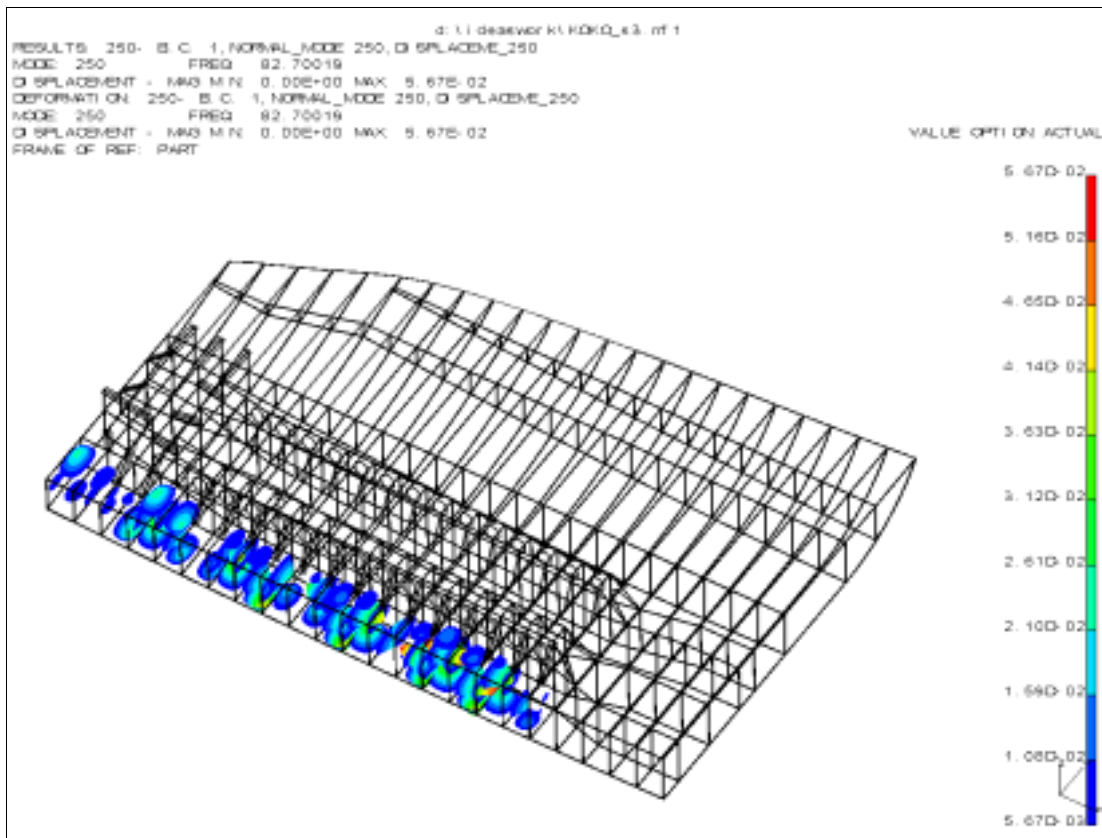 d:\ideaswork\KOKO_s3.mf1
RESULTS: 250- B.C. 1,NORMAL_MODE 250,DISPLACEME_250
MODE: 250 FREQ: 82.70019
DISPLACEMENT - MAG MIN: 0.00E+00 MAX: 5.67E-02
DEFORMATION: 250- B.C. 1,NORMAL_MODE 250,DISPLACEME_250
MODE: 250 FREQ: 82.70019
DISPLACEMENT - MAG MIN: 0.00E+00 MAX: 5.67E-02
FRAME OF REF: PART
VALUE OPTION:ACTUAL
5.67D-02
5.16D-02
4.65D-02
4.14D-02
3.63D-02
3.12D-02
2.61D-02
2.10D-02
1.59D-02
1.08D-02
5.67D-03